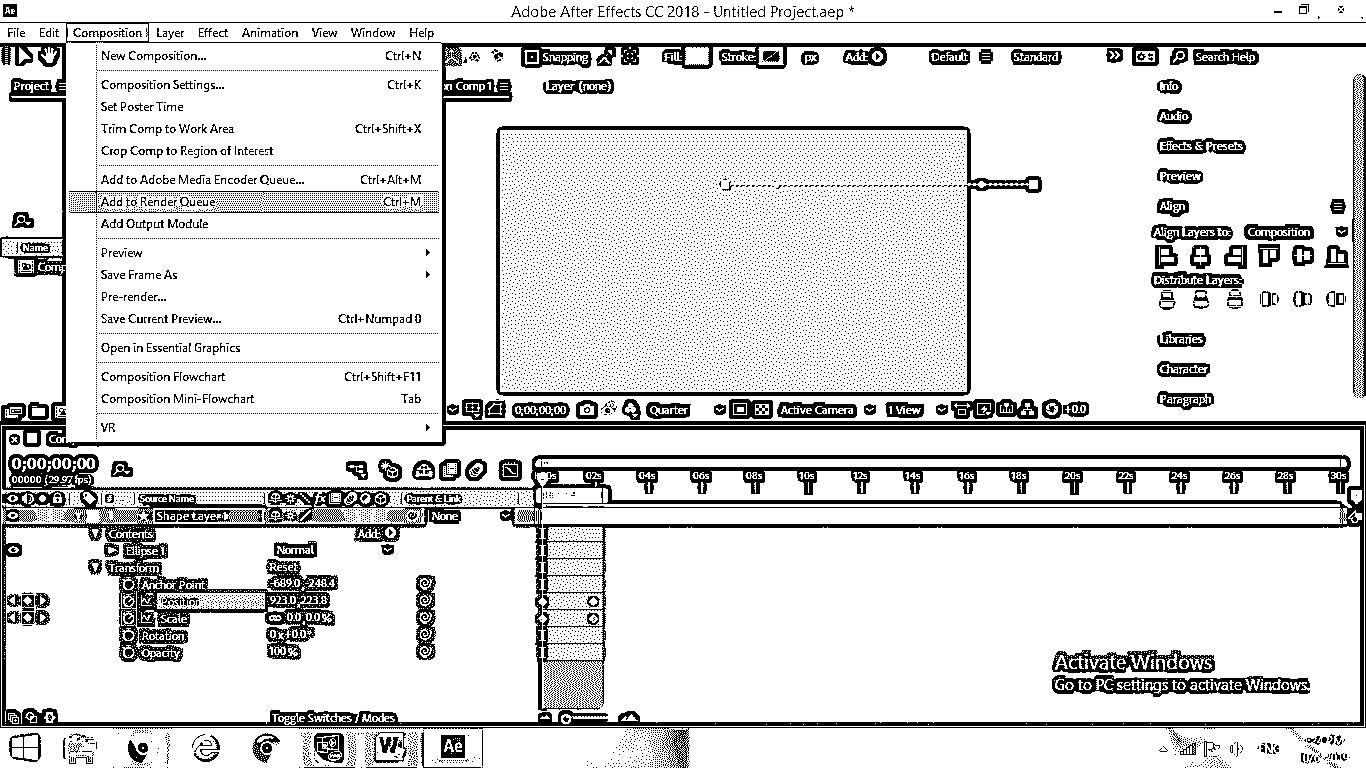 Ae Adobe After Effects CC 2018 - Untitled Project.aep *
File Edit Composition Layer Effect Animation View Window Help
New Composition... Ctrl+N
Composition Settings... Ctrl+K
Set Poster Time
Trim Comp to Work Area Ctrl+Shift+X
Crop Comp to Region of Interest
Add to Adobe Media Encoder Queue... Ctrl+Alt+M
Add to Render Queue Ctrl+M
Add Output Module
Preview
Save Frame As
Pre-render...
Save Current Preview... Ctrl+Numpad 0
Open in Essential Graphics
Composition Flowchart Ctrl+Shift+F11
Composition Mini-Flowchart Tab
VR
Snapping Fill: Stroke: px Add: Default Standard Search Help
Project Comp 1 Layer (none)
Info
Audio
Effects & Presets
Preview
Align
Align Layers to: Composition
Distribute Layers:
Libraries
Character
Paragraph
Name
Comp
0;00;00;00 Quarter Active Camera 1 View +0.0
0;00;00;00
00000 (29.97 fps)
00s 02s 04s 06s 08s 10s 12s 14s 16s 18s 20s 22s 24s 26s 28s 30s
# Source Name fx Parent & Link
Shape Layer 1 None
Contents Add:
Ellipse 1 Normal
Transform Reset
Anchor Point -689.0,-248.4
Position 923.0,223.8
Scale 0.0,0.0%
Rotation 0x+0.0°
Opacity 100%
Toggle Switches / Modes
Activate Windows
Go to PC settings to activate Windows.
W Ae ENG